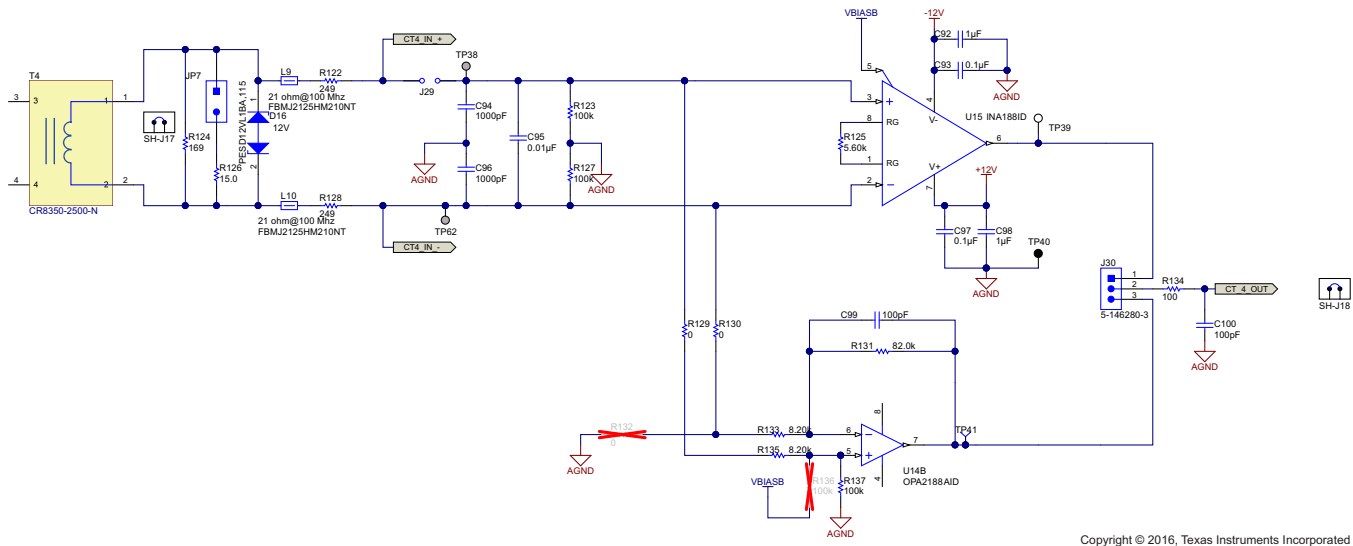 VBIASB
-12V
C92
1µF
C93
0.1µF
AGND
CT4_IN_+
TP38
T4
3
3
1
1
4
4
2
2
CR8350-2500-N
SH-J17
JP7
R124
169
R126
15.0
PESD12VL1BA,115
1
D16
12V
2
L9
21 ohm@100 Mhz
FBMJ2125HM210NT
R122
249
J29
C94
1000pF
C95
0.01µF
C96
1000pF
AGND
R123
100k
R127
100k
AGND
L10
21 ohm@100 Mhz
FBMJ2125HM210NT
R128
249
CT4_IN_-
TP62
5
4
3
+
8
RG
R125
5.60k
1
RG
2
−
V-
V+
7
U15 INA188ID
6
TP39
+12V
C97
0.1µF
C98
1µF
AGND
TP40
J30
1
2
3
5-146280-3
R134
100
CT_4_OUT
SH-J18
C100
100pF
AGND
R129
0
R130
0
C99
100pF
R131
82.0k
R132
0
AGND
R133
8.20k
R135
8.20k
6
−
5
+
8
4
7
TP41
U14B
OPA2188AID
VBIASB
R136
100k
R137
100k
AGND
Copyright © 2016, Texas Instruments Incorporated